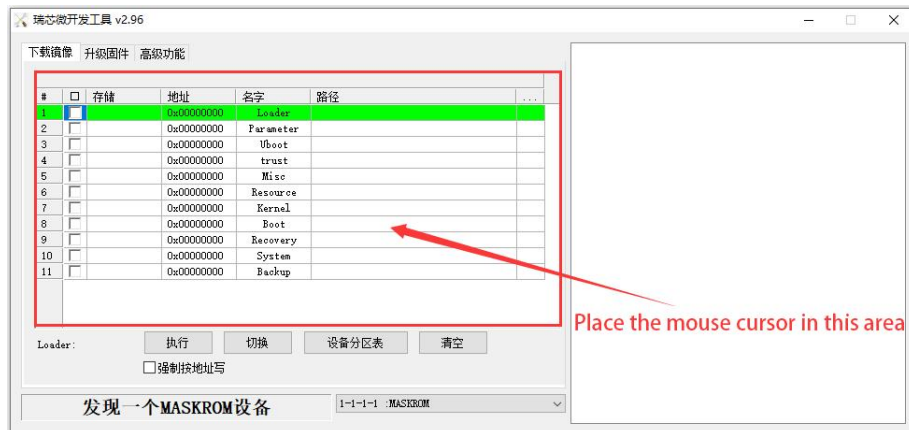 瑞芯微开发工具 v2.96
下载镜像 升级固件 高级功能
# 存储 地址 名字 路径 ...
1 0x00000000 Loader
2 0x00000000 Parameter
3 0x00000000 Uboot
4 0x00000000 trust
5 0x00000000 Misc
6 0x00000000 Resource
7 0x00000000 Kernel
8 0x00000000 Boot
9 0x00000000 Recovery
10 0x00000000 System
11 0x00000000 Backup
Place the mouse cursor in this area
Loader: 执行 切换 设备分区表 清空
强制按地址写
发现一个MASKROM设备 1-1-1-1 :MASKROM